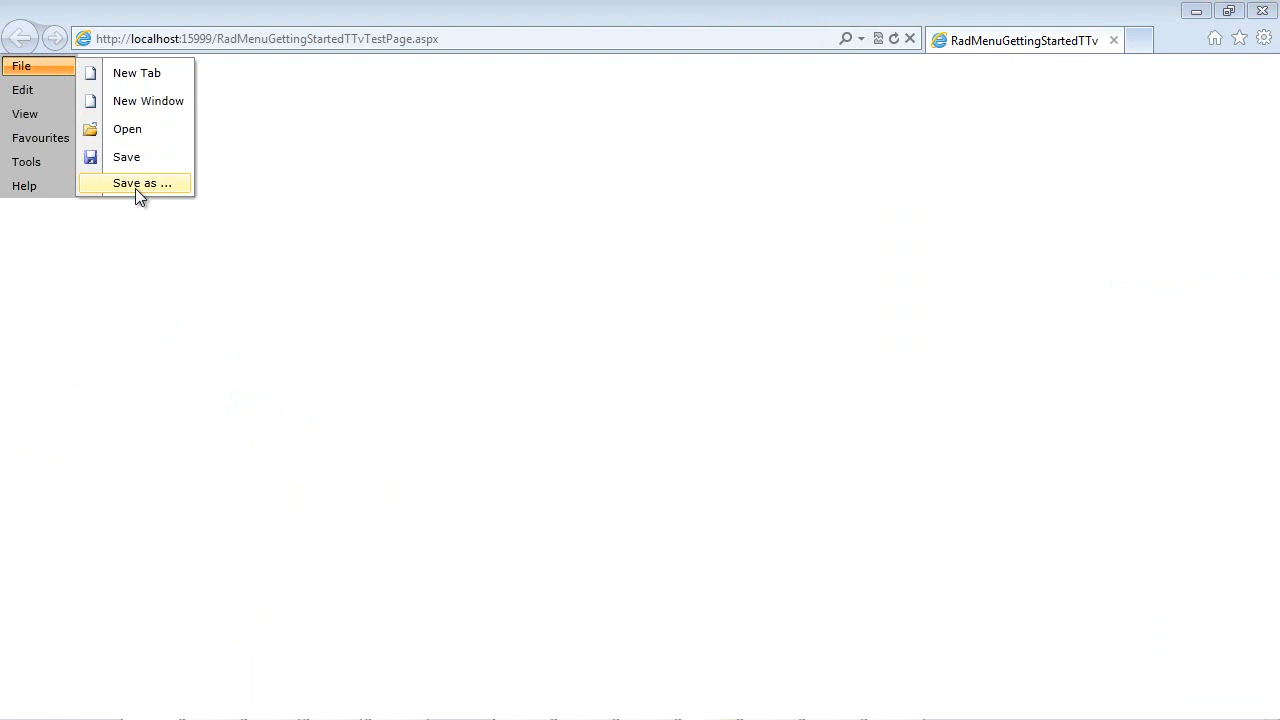 http://localhost:15999/RadMenuGettingStartedTTvTestPage.aspx
RadMenuGettingStartedTTv
File
Edit
View
Favourites
Tools
Help
New Tab
New Window
Open
Save
Save as ...